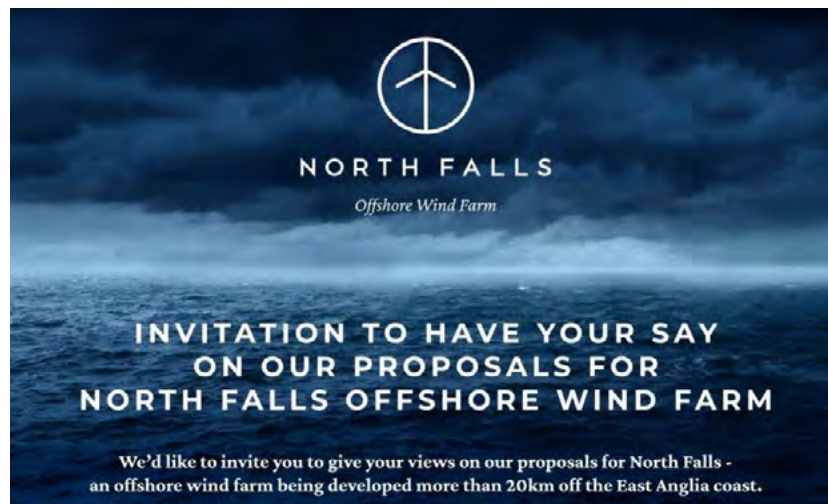 NORTH FALLS
Offshore Wind Farm
INVITATION TO HAVE YOUR SAY
ON OUR PROPOSALS FOR
NORTH FALLS OFFSHORE WIND FARM
We'd like to invite you to give your views on our proposals for North Falls -
an offshore wind farm being developed more than 20km off the East Anglia coast.